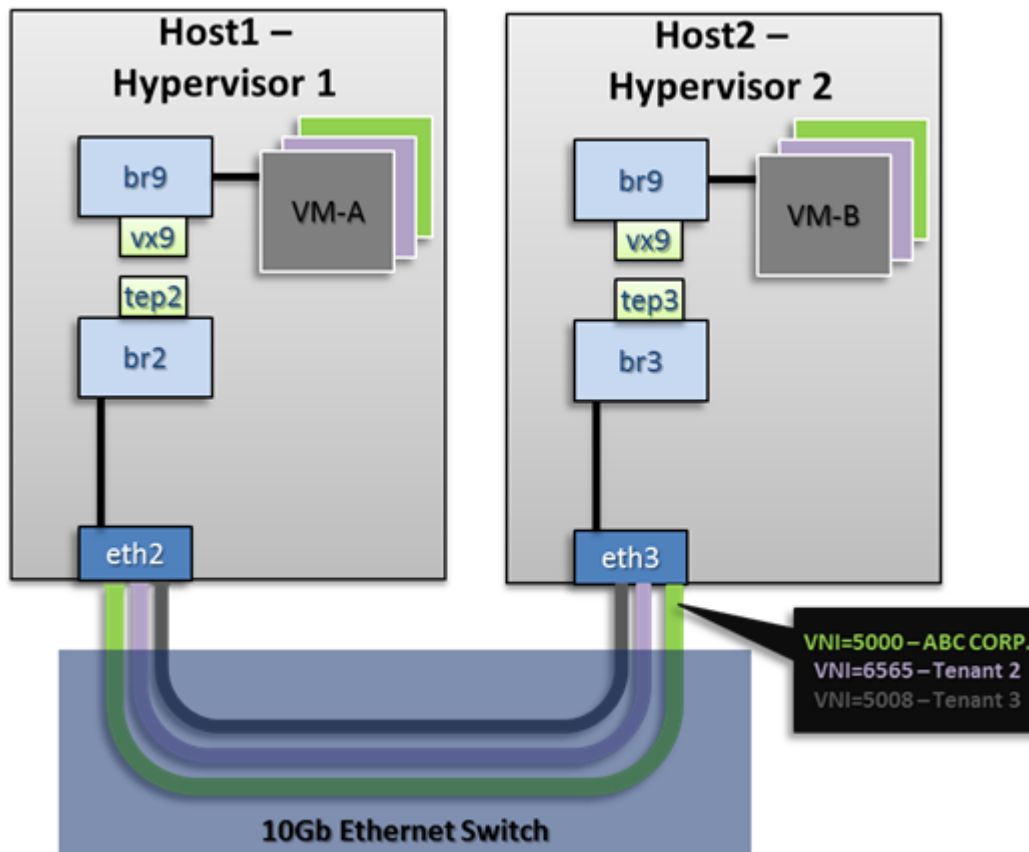 Host1 –
Hypervisor 1
br9
VM-A
vx9
tep2
br2
eth2
Host2 –
Hypervisor 2
br9
VM-B
vx9
tep3
br3
eth3
VNI=5000 – ABC CORP.
VNI=6565 – Tenant 2
VNI=5008 – Tenant 3
10Gb Ethernet Switch